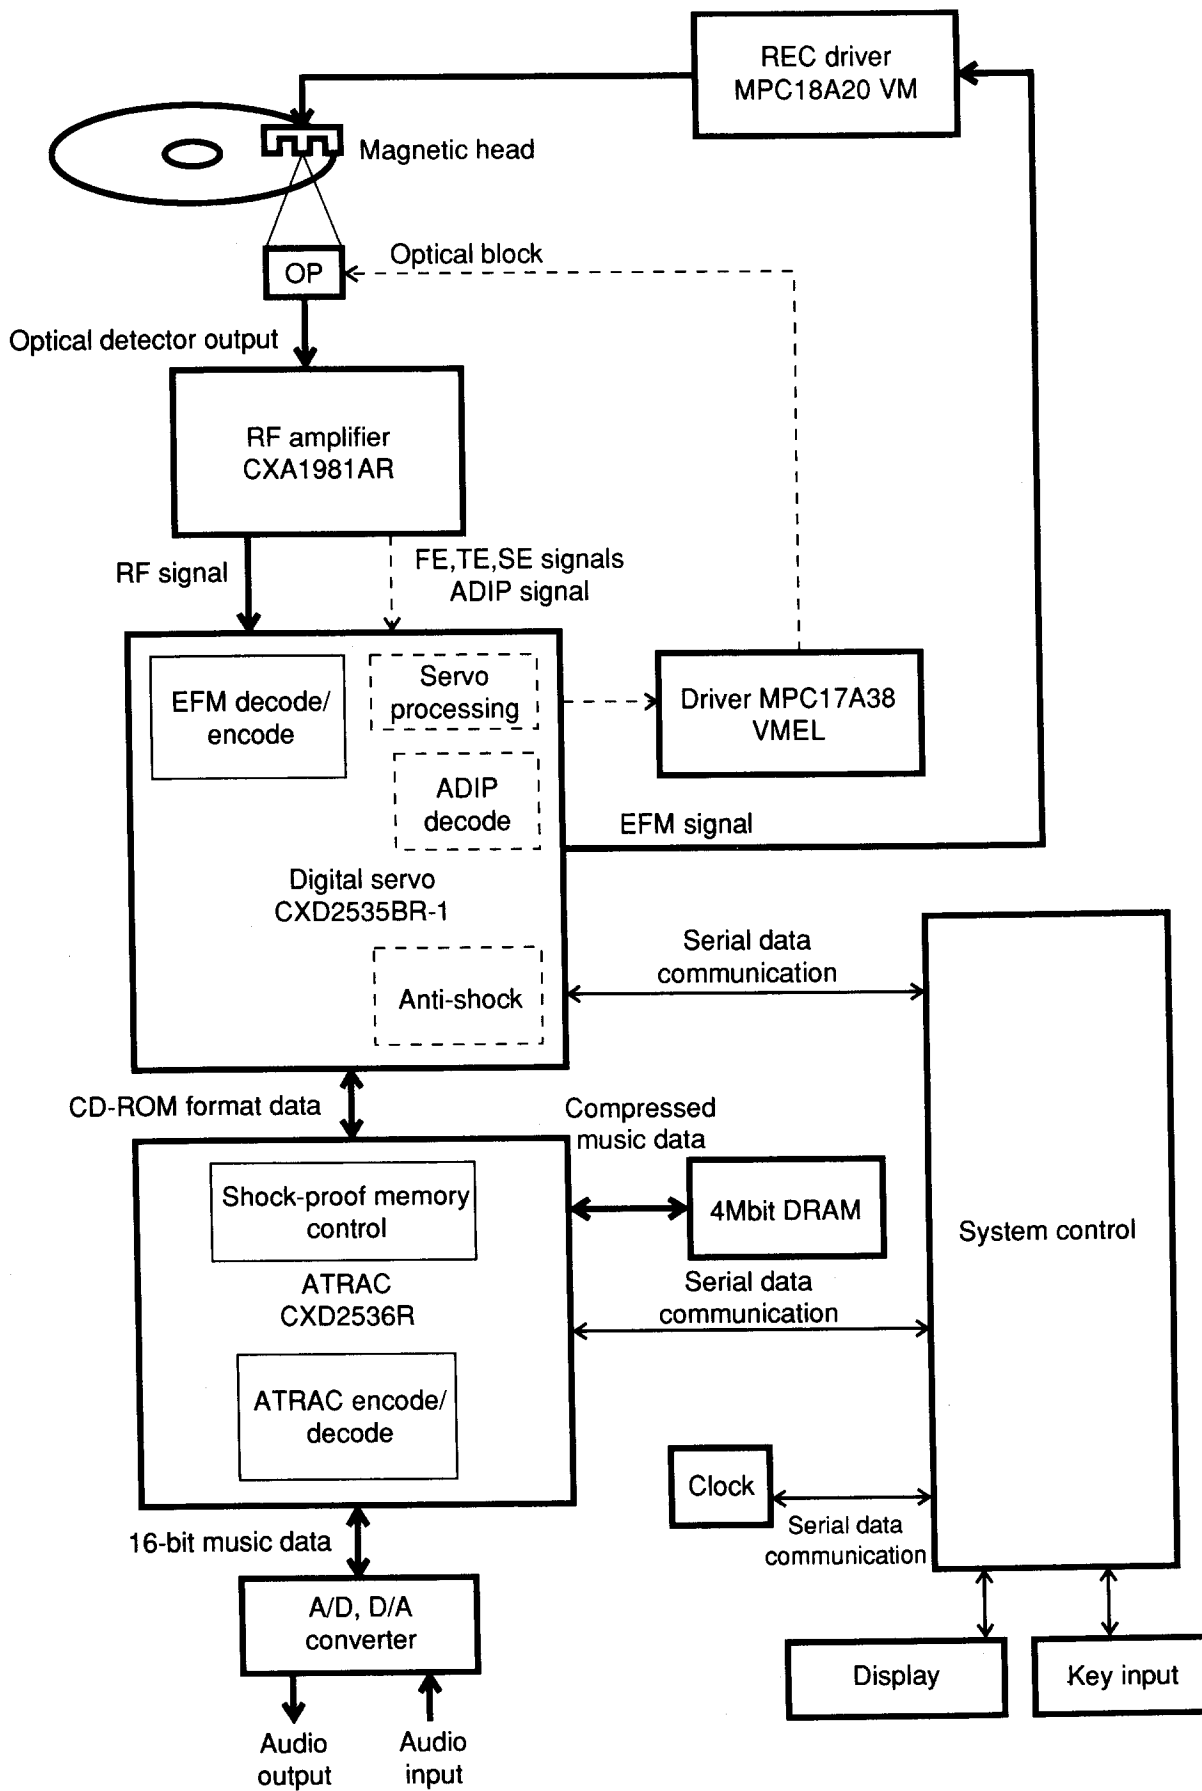 REC driver
MPC18A20 VM
Magnetic head
Optical block
OP
Optical detector output
RF amplifier
CXA1981AR
RF signal
FE,TE,SE signals
ADIP signal
EFM decode/
encode
Servo
processing
Driver MPC17A38
VMEL
ADIP
decode
EFM signal
Digital servo
CXD2535BR-1
Serial data
communication
Anti-shock
CD-ROM format data
Compressed
music data
Shock-proof memory
control
4Mbit DRAM
System control
ATRAC
CXD2536R
Serial data
communication
ATRAC encode/
decode
Clock
Serial data
communication
16-bit music data
A/D, D/A
converter
Display
Key input
Audio
output
Audio
input